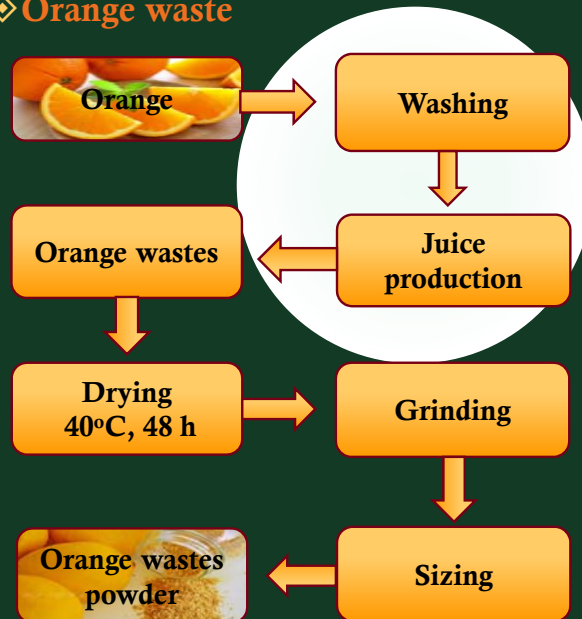 Orange waste
Orange
Washing
Juice
production
Orange wastes
Drying
40ºC, 48 h
Grinding
Sizing
Orange wastes
powder